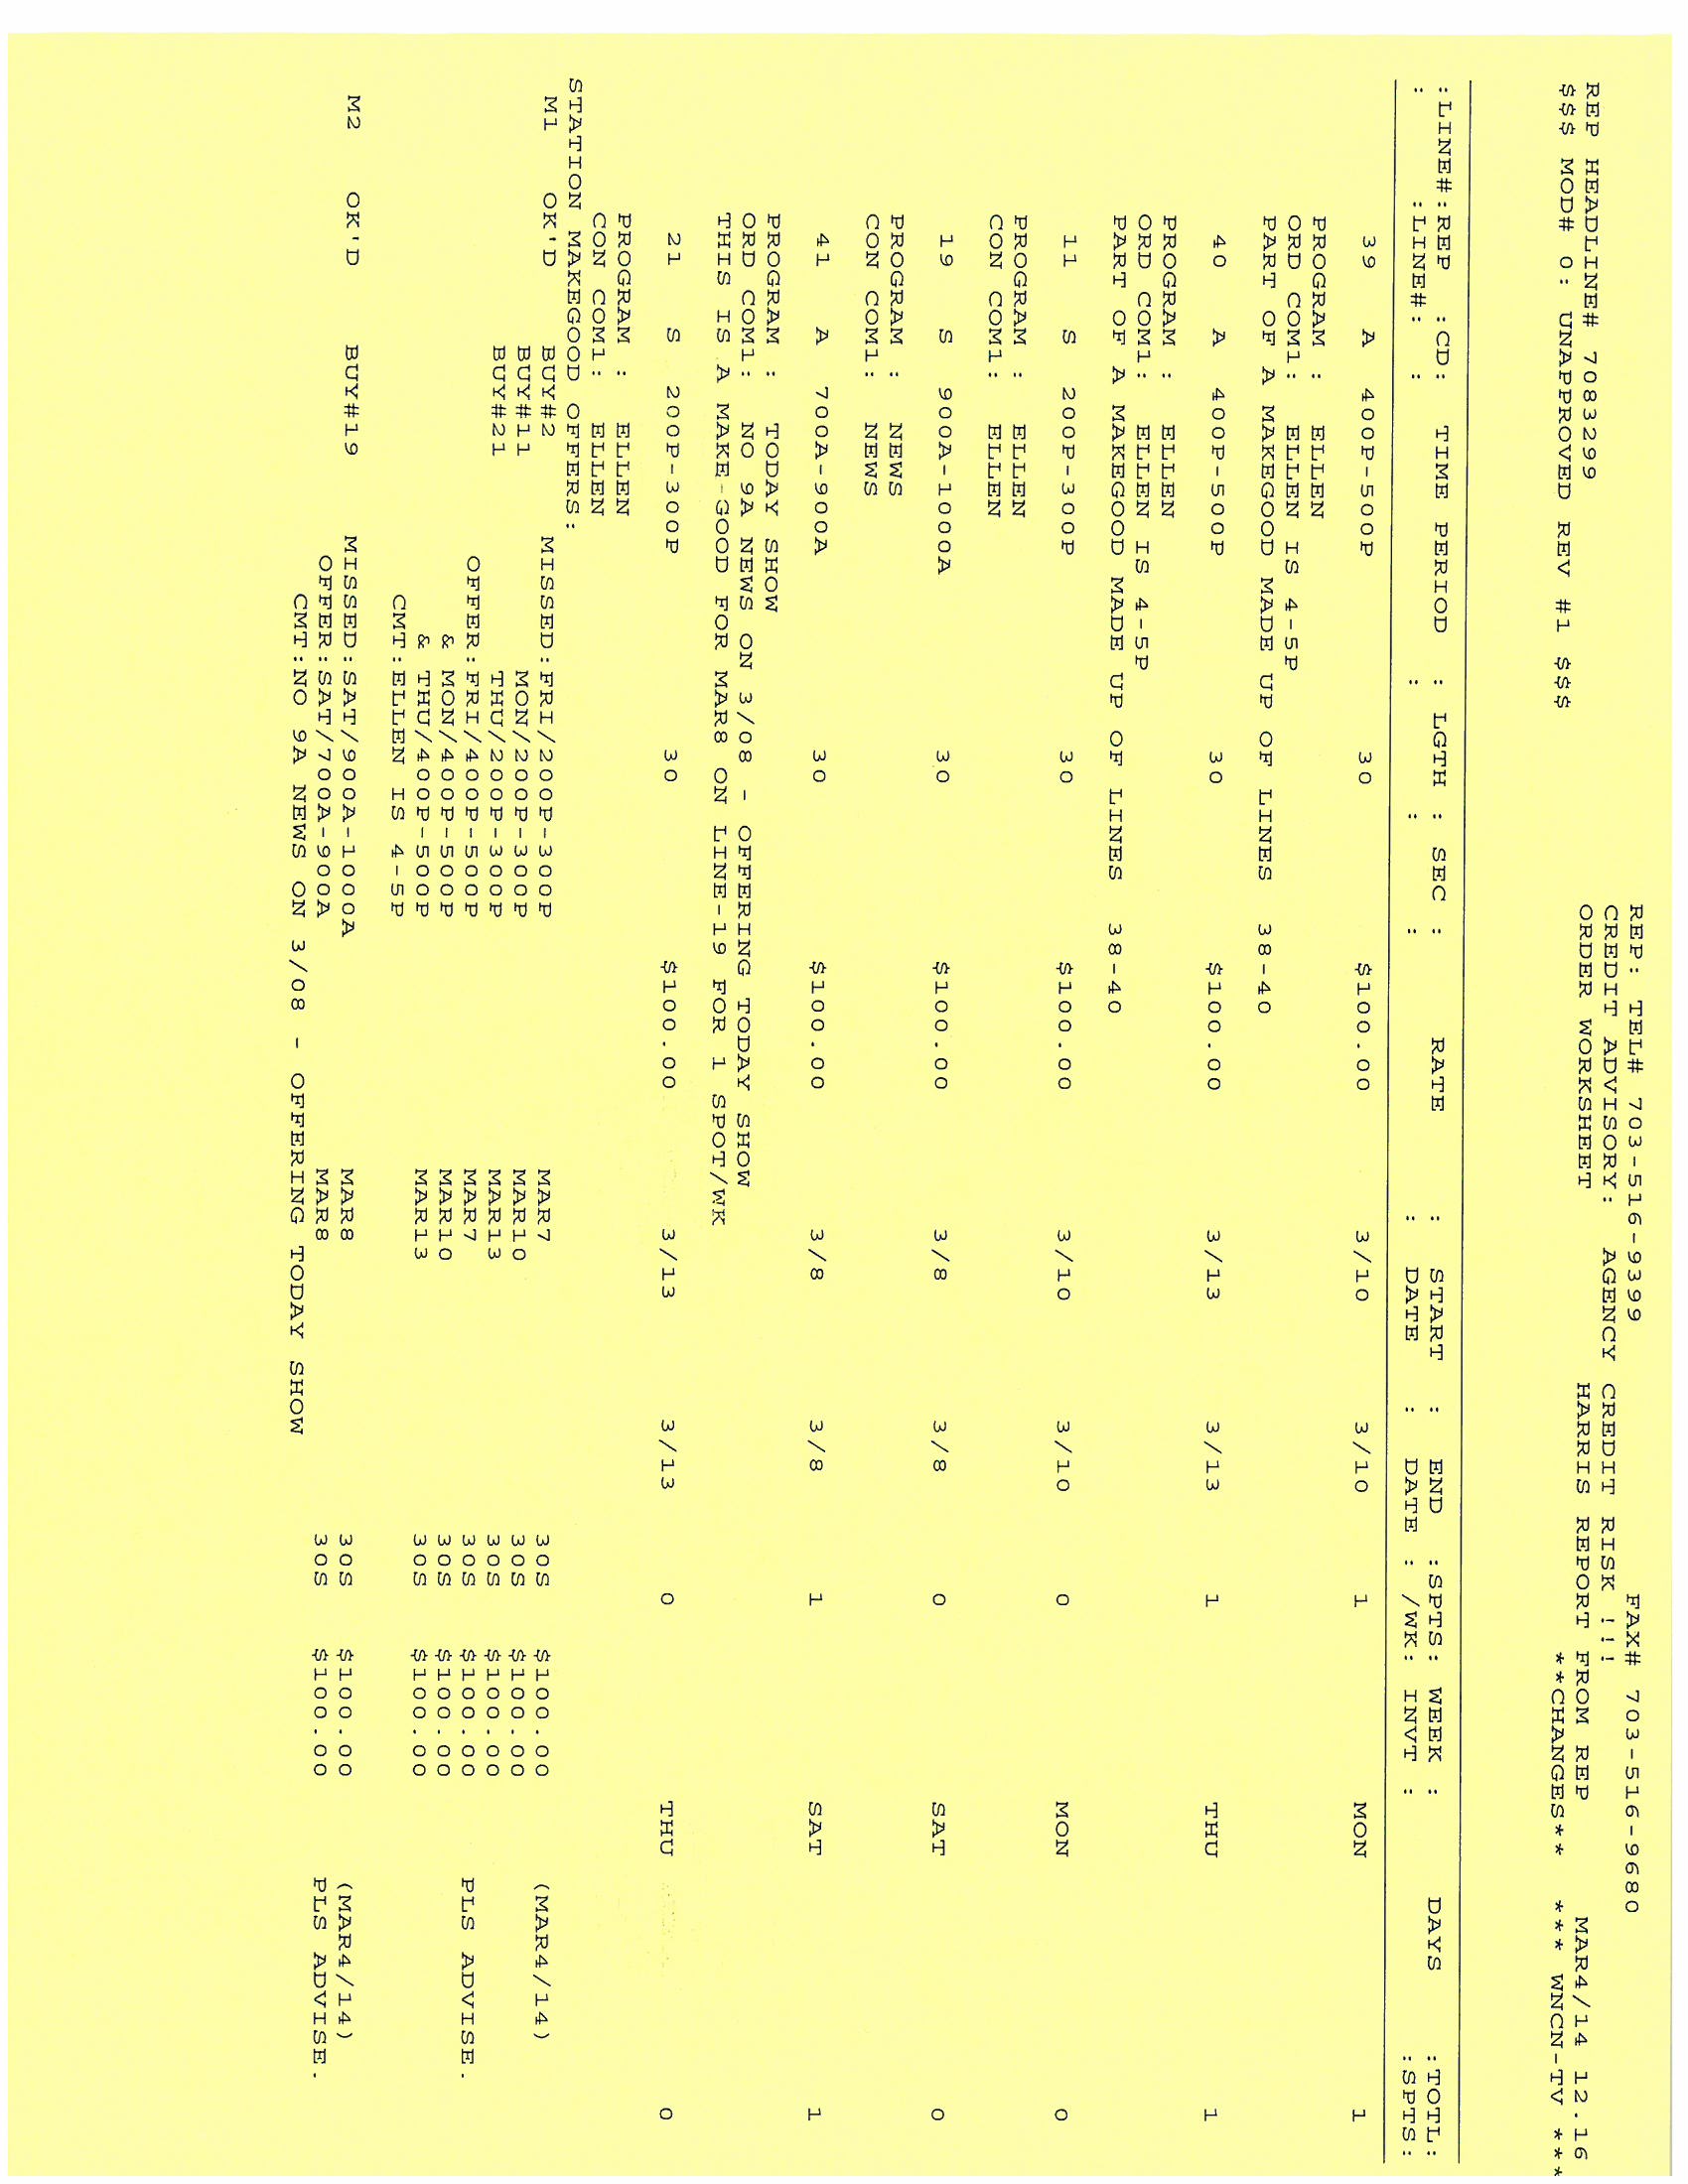 REP: TEL# 703-516-9399 FAX# 703-516-9680
CREDIT ADVISORY: AGENCY CREDIT RISK !!!
REP HEADLINE# 7083299 ORDER WORKSHEET HARRIS REPORT FROM REP MAR4/14 12.16
$$$ MOD# 0: UNAPPROVED REV #1 $$$ **CHANGES** *** WNCN-TV ***
:LINE#:REP :CD: TIME PERIOD : LGTH : SEC : RATE : START : END :SPTS: WEEK : DAYS :TOTL:
: :LINE#: : : : : DATE : DATE : /WK: INVT : :SPTS:
39 A 400P-500P 30 $100.00 3/10 3/10 1 MON 1
PROGRAM : ELLEN
ORD COM1: ELLEN IS 4-5P
PART OF A MAKEGOOD MADE UP OF LINES 38-40
40 A 400P-500P 30 $100.00 3/13 3/13 1 THU 1
PROGRAM : ELLEN
ORD COM1: ELLEN IS 4-5P
PART OF A MAKEGOOD MADE UP OF LINES 38-40
11 S 200P-300P 30 $100.00 3/10 3/10 0 MON 0
PROGRAM : ELLEN
CON COM1: ELLEN
19 S 900A-1000A 30 $100.00 3/8 3/8 0 SAT 0
PROGRAM : NEWS
CON COM1: NEWS
41 A 700A-900A 30 $100.00 3/8 3/8 1 SAT 1
PROGRAM : TODAY SHOW
ORD COM1: NO 9A NEWS ON 3/08 - OFFERING TODAY SHOW
THIS IS A MAKE-GOOD FOR MAR8 ON LINE-19 FOR 1 SPOT/WK
21 S 200P-300P 30 $100.00 3/13 3/13 0 THU 0
PROGRAM : ELLEN
CON COM1: ELLEN
STATION MAKEGOOD OFFERS:
M1 OK'D BUY#2 MISSED:FRI/200P-300P MAR7 30S $100.00 (MAR4/14)
BUY#11 MON/200P-300P MAR10 30S $100.00
BUY#21 THU/200P-300P MAR13 30S $100.00
OFFER:FRI/400P-500P MAR7 30S $100.00 PLS ADVISE.
& MON/400P-500P MAR10 30S $100.00
& THU/400P-500P MAR13 30S $100.00
CMT:ELLEN IS 4-5P
M2 OK'D BUY#19 MISSED:SAT/900A-1000A MAR8 30S $100.00 (MAR4/14)
OFFER:SAT/700A-900A MAR8 30S $100.00 PLS ADVISE.
CMT:NO 9A NEWS ON 3/08 - OFFERING TODAY SHOW